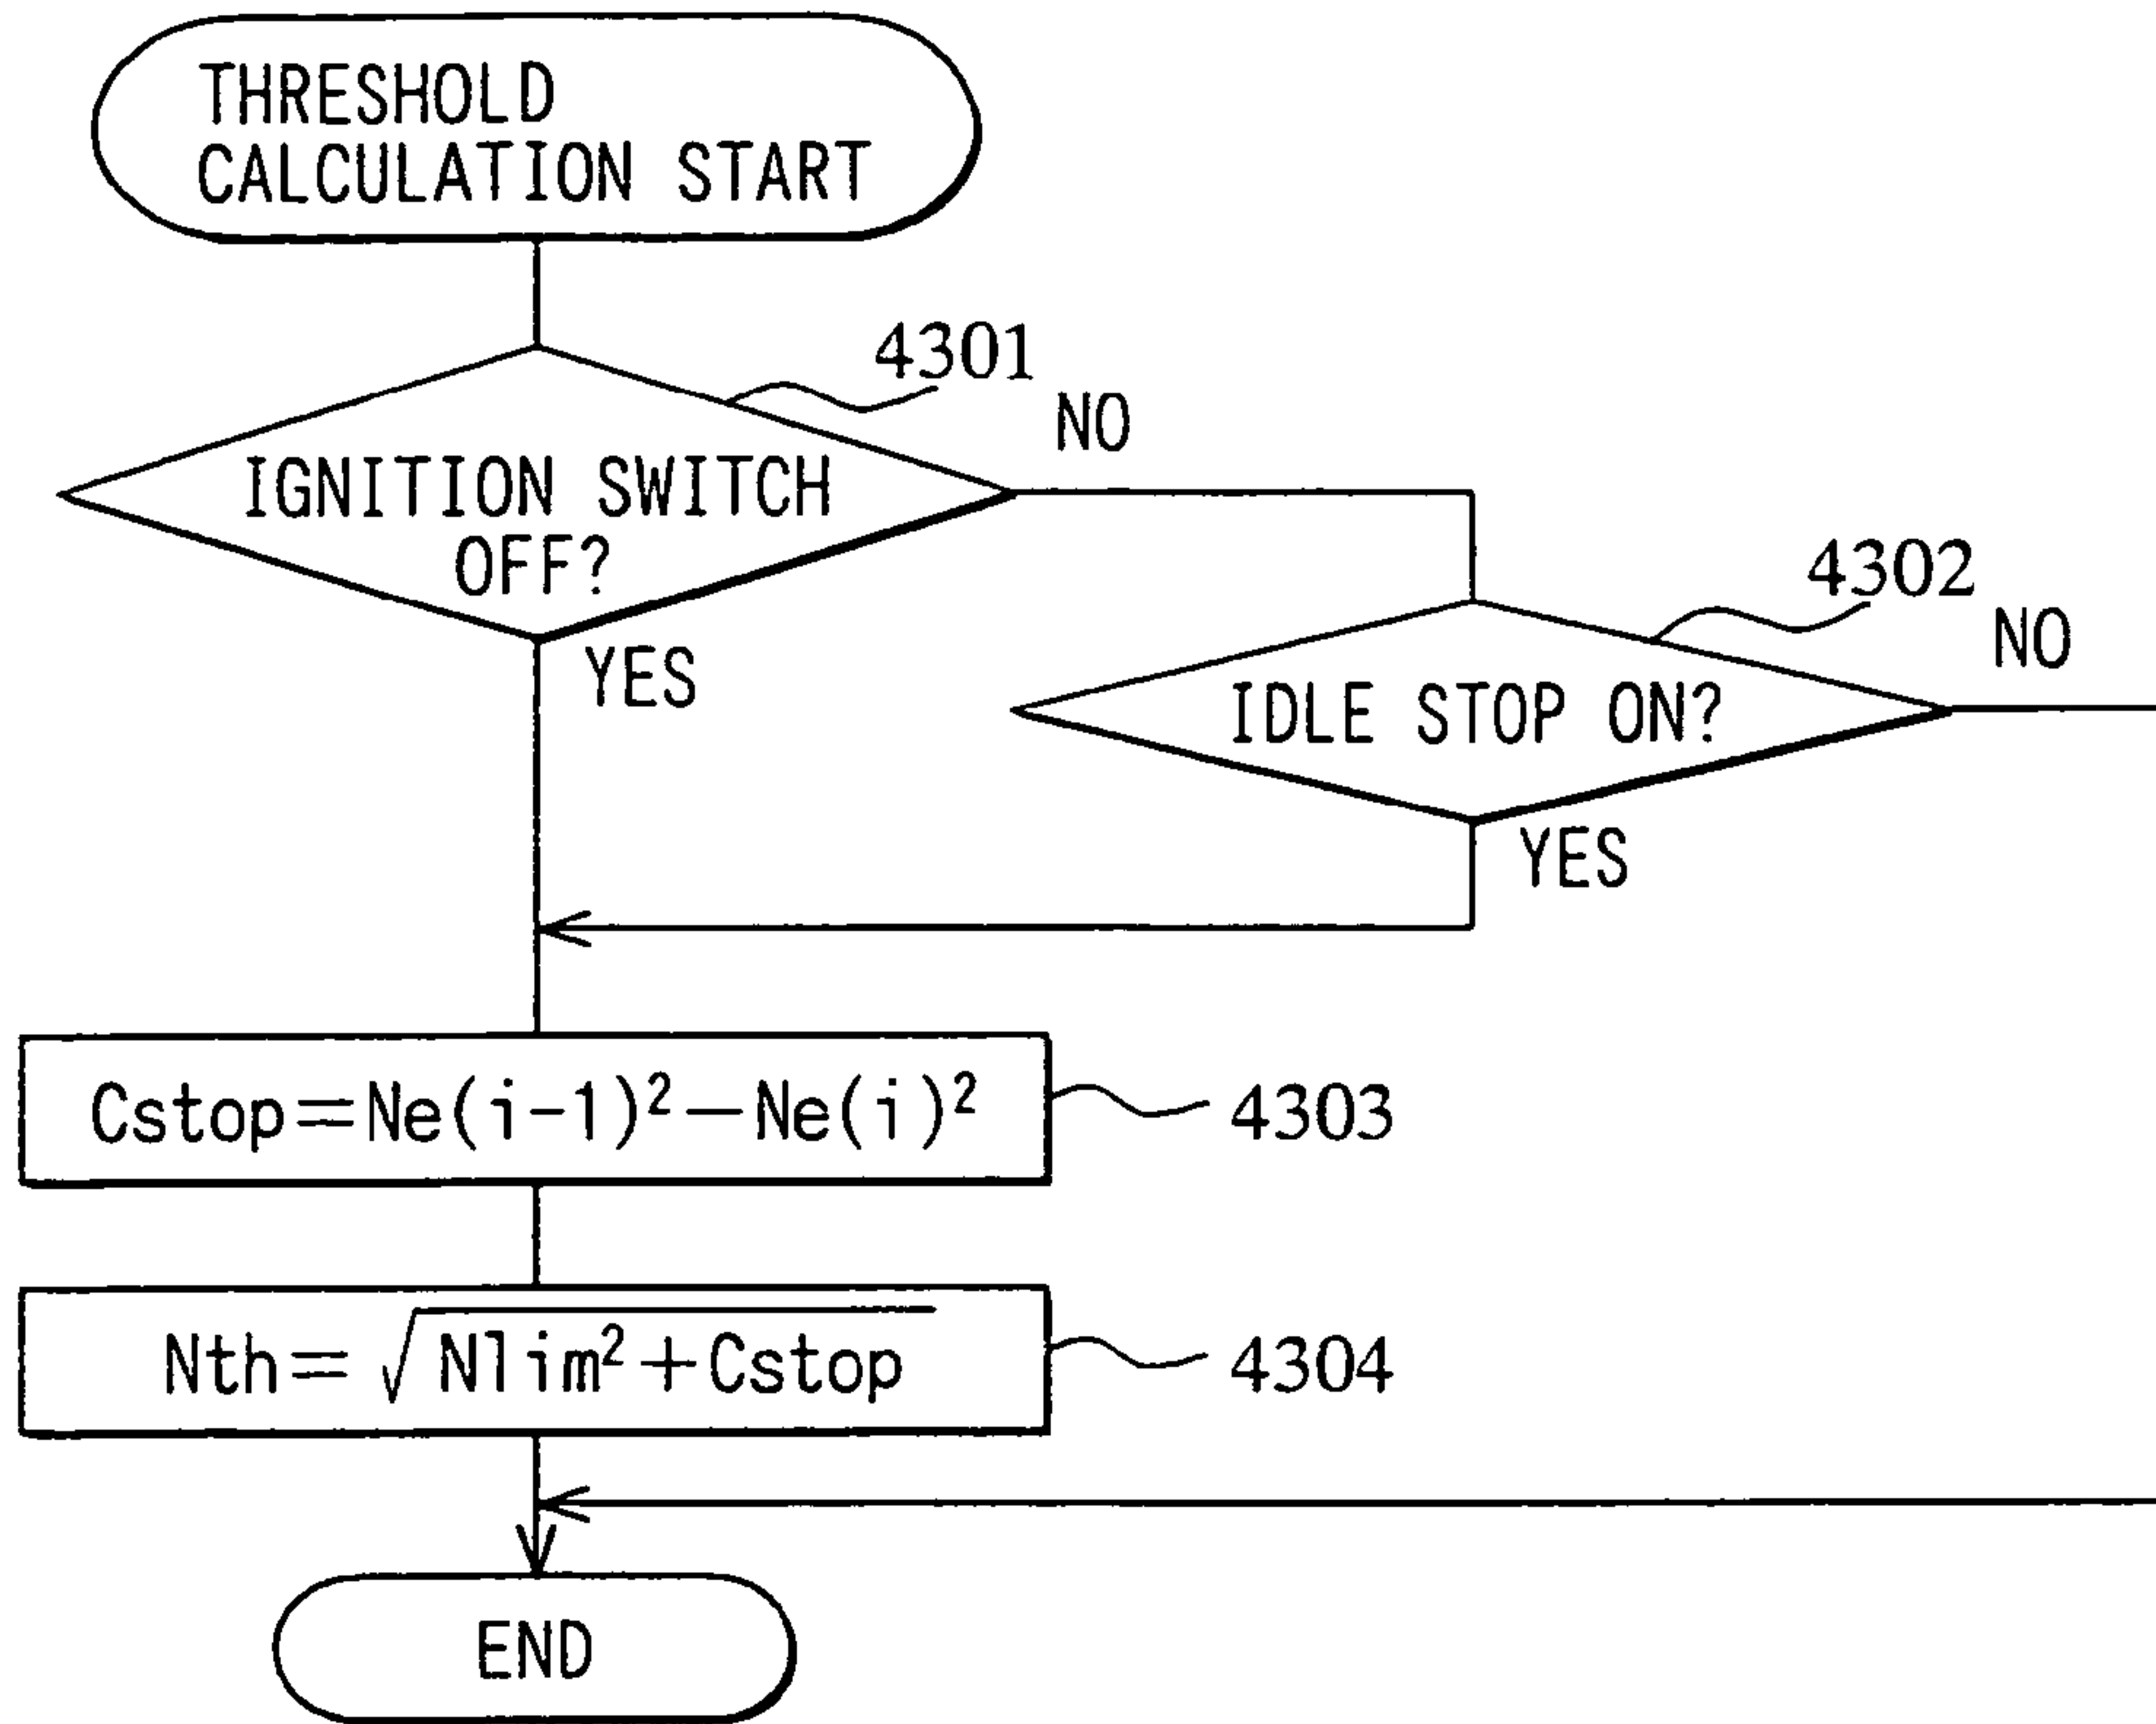 THRESHOLD
CALCULATION START
4301
NO
IGNITION SWITCH
OFF?
YES
4302
NO
IDLE STOP ON?
YES
Cstop=Ne(i-1)²-Ne(i)²
4303
Nth=√Nlim²+Cstop
4304
END